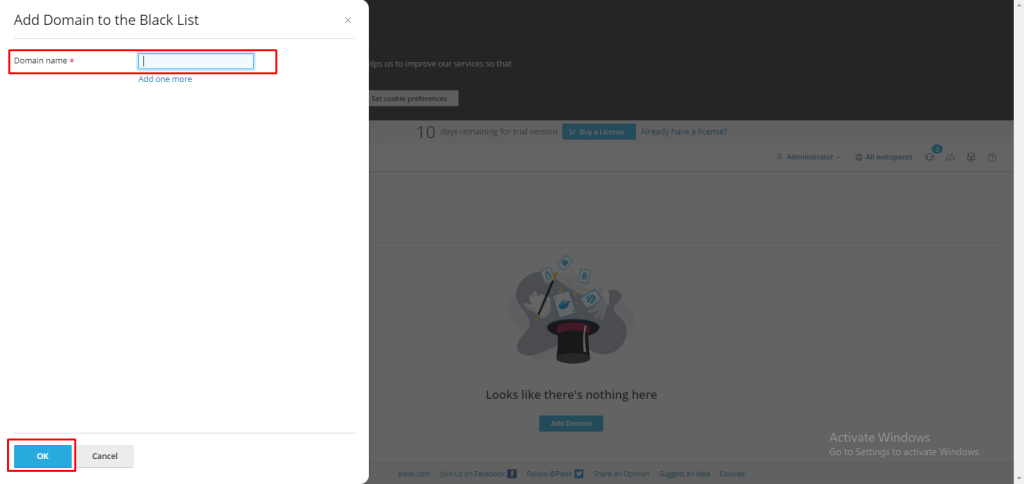 Add Domain to the Black List
×
Domain name *
Add one more
elps us to improve our services so that
Set cookie preferences
10 days remaining for trial version Buy a License Already have a license?
Administrator All webspaces 2
Looks like there's nothing here
Add Domain
Activate Windows
Go to Settings to activate Windows.
OK Cancel
plesk.com Join Us on Facebook Follow @Plesk Share an Opinion Suggest an Idea Cookies